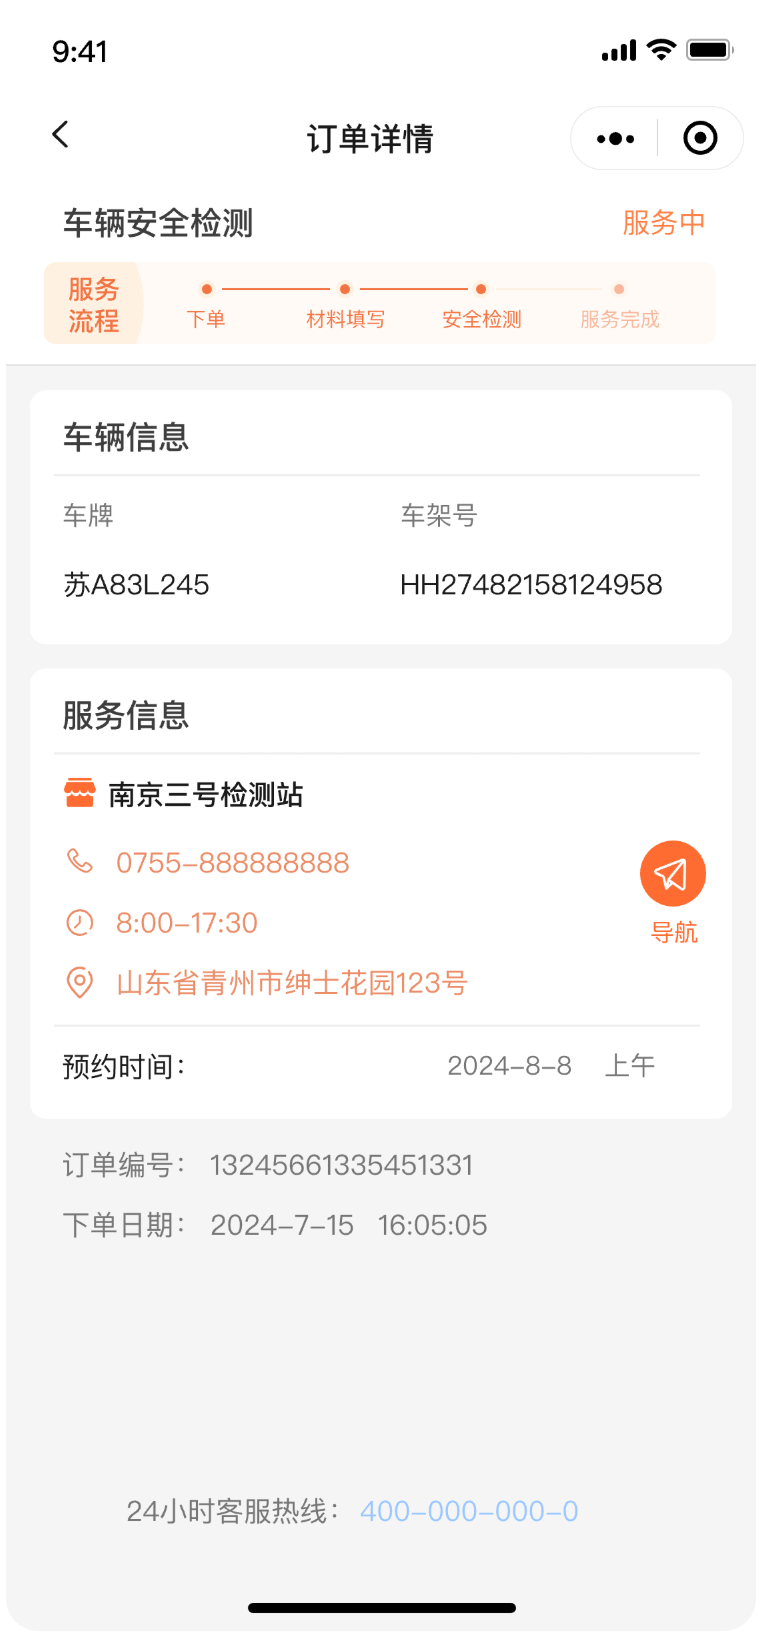 9:41
订单详情
车辆安全检测 服务中
服务流程
下单 材料填写 安全检测 服务完成
车辆信息
车牌 车架号
苏A83L245 HH27482158124958
服务信息
南京三号检测站
0755-888888888
8:00-17:30
导航
山东省青州市绅士花园123号
预约时间： 2024-8-8 上午
订单编号： 13245661335451331
下单日期： 2024-7-15 16:05:05
24小时客服热线： 400-000-000-0